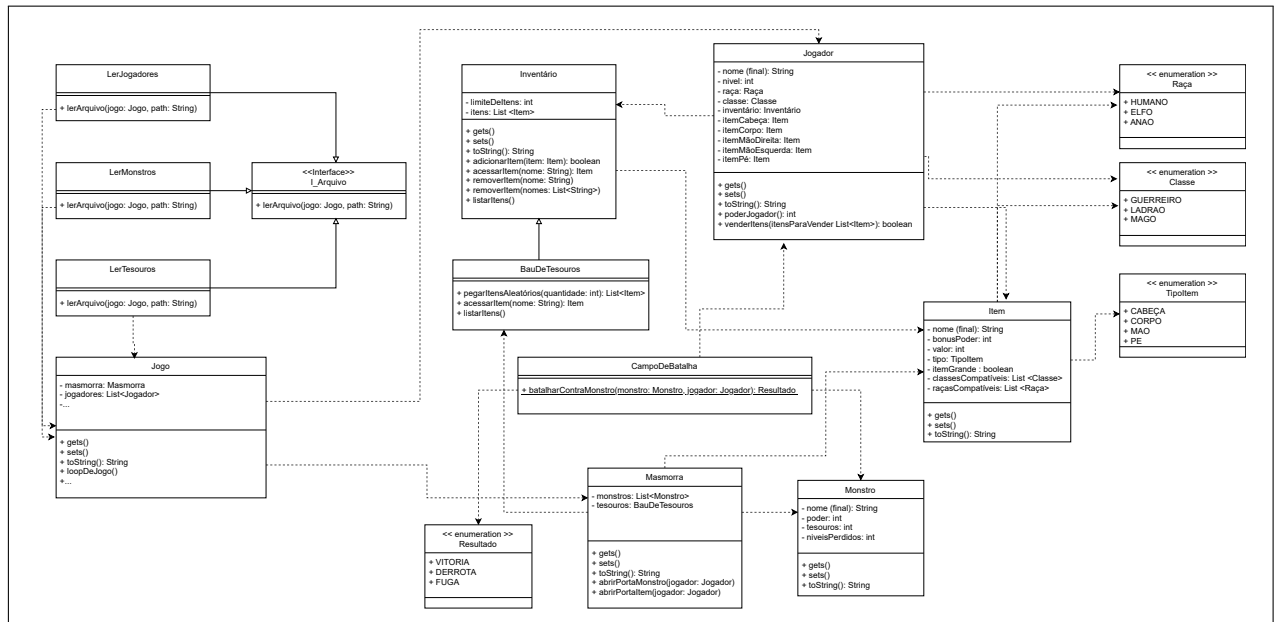 LerJogadores
+ lerArquivo(jogo: Jogo, path: String)
LerMonstros
+ lerArquivo(jogo: Jogo, path: String)
LerTesouros
+ lerArquivo(jogo: Jogo, path: String)
<<Interface>>
I_Arquivo
+ lerArquivo(jogo: Jogo, path: String)
Jogo
- masmorra: Masmorra
- jogadores: List<Jogador>
-...
+ gets()
+ sets()
+ toString(): String
+ loopDeJogo()
+...
Inventário
- limiteDeItens: int
- itens: List <Item>
+ gets()
+ sets()
+ toString(): String
+ adicionarItem(item: Item): boolean
+ acessarItem(nome: String): Item
+ removerItem(nome: String)
+ removerItem(nomes: List<String>)
+ listarItens()
BauDeTesouros
+ pegarItensAleatórios(quantidade: int): List<Item>
+ acessarItem(nome: String): Item
+ listarItens()
CampoDeBatalha
+ batalharContraMonstro(monstro: Monstro, jogador: Jogador): Resultado
<< enumeration >>
Resultado
+ VITORIA
+ DERROTA
+ FUGA
Masmorra
- monstros: List<Monstro>
- tesouros: BauDeTesouros
+ gets()
+ sets()
+ toString(): String
+ abrirPortaMonstro(jogador: Jogador)
+ abrirPortaItem(jogador: Jogador)
Jogador
- nome (final): String
- nivel: int
- raça: Raça
- classe: Classe
- inventário: Inventário
- itemCabeça: Item
- itemCorpo: Item
- itemMãoDireita: Item
- itemMãoEsquerda: Item
- itemPé: Item
+ gets()
+ sets()
+ toString(): String
+ poderJogador(): int
+ venderItens(itensParaVender List<Item>): boolean
Monstro
- nome (final): String
- poder: int
- tesouros: int
- niveisPerdidos: int
+ gets()
+ sets()
+ toString(): String
Item
- nome (final): String
- bonusPoder: int
- valor: int
- tipo: TipoItem
- itemGrande : boolean
- classesCompatíveis: List <Classe>
- raçasCompatíveis: List <Raça>
+ gets()
+ sets()
+ toString(): String
<< enumeration >>
Raça
+ HUMANO
+ ELFO
+ ANAO
<< enumeration >>
Classe
+ GUERREIRO
+ LADRAO
+ MAGO
<< enumeration >>
TipoItem
+ CABEÇA
+ CORPO
+ MAO
+ PE